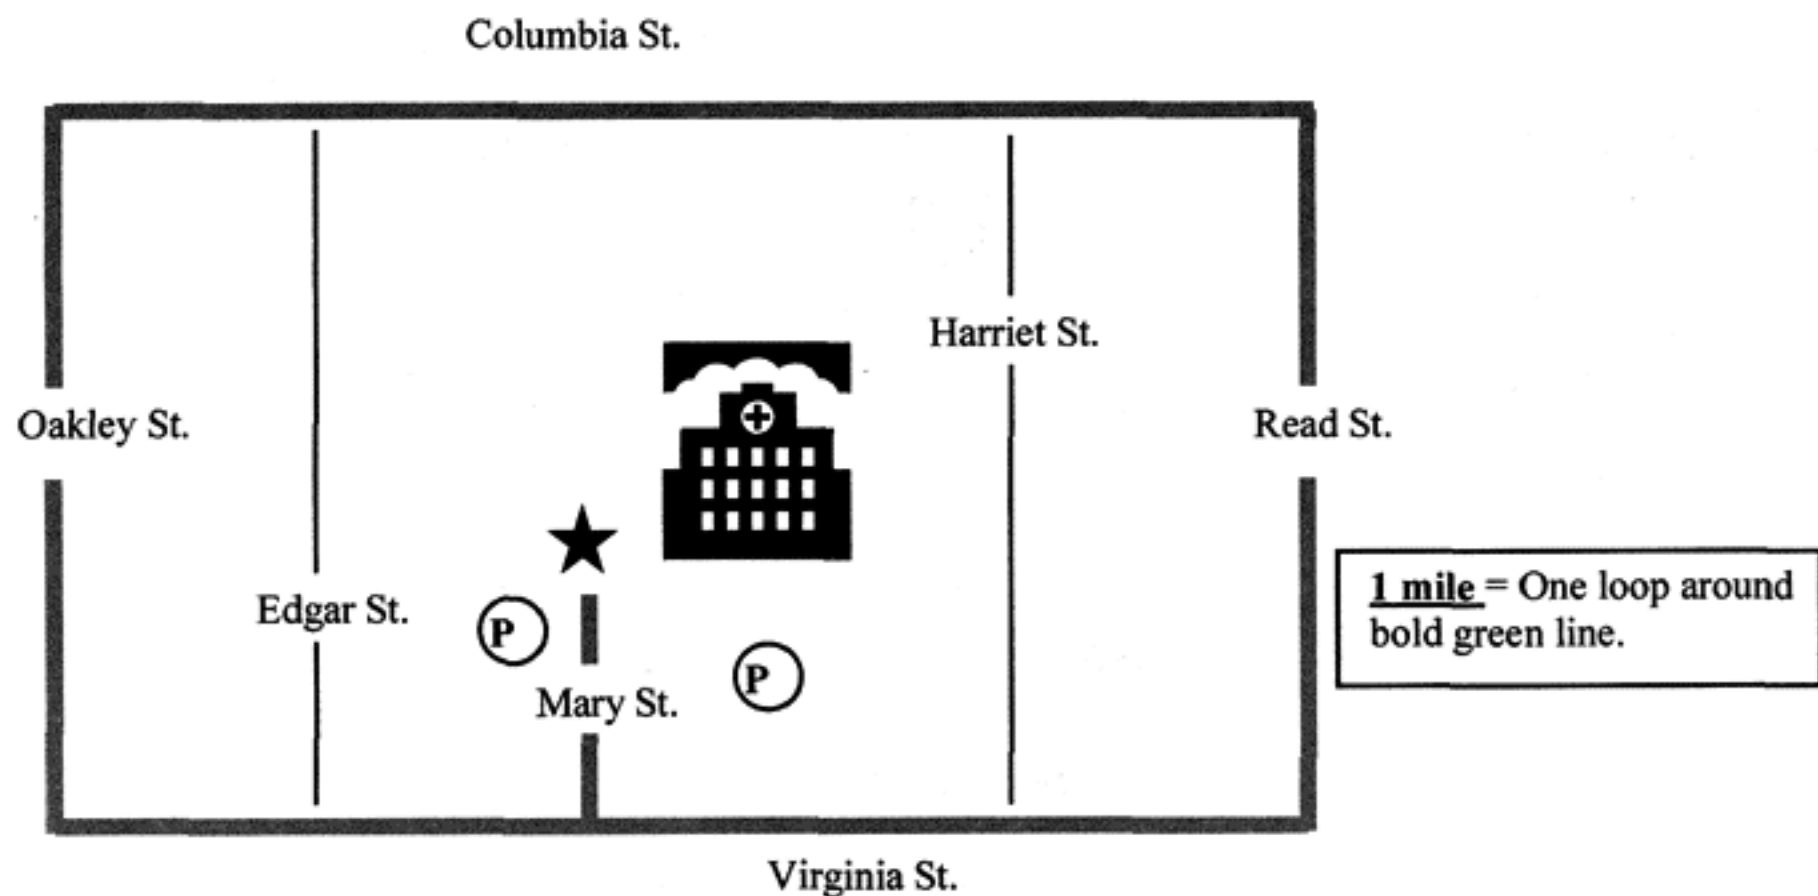 Columbia St.
Harriet St.
Oakley St.
Read St.
1 mile = One loop around
bold green line.
Edgar St.
P
P
Mary St.
Virginia St.